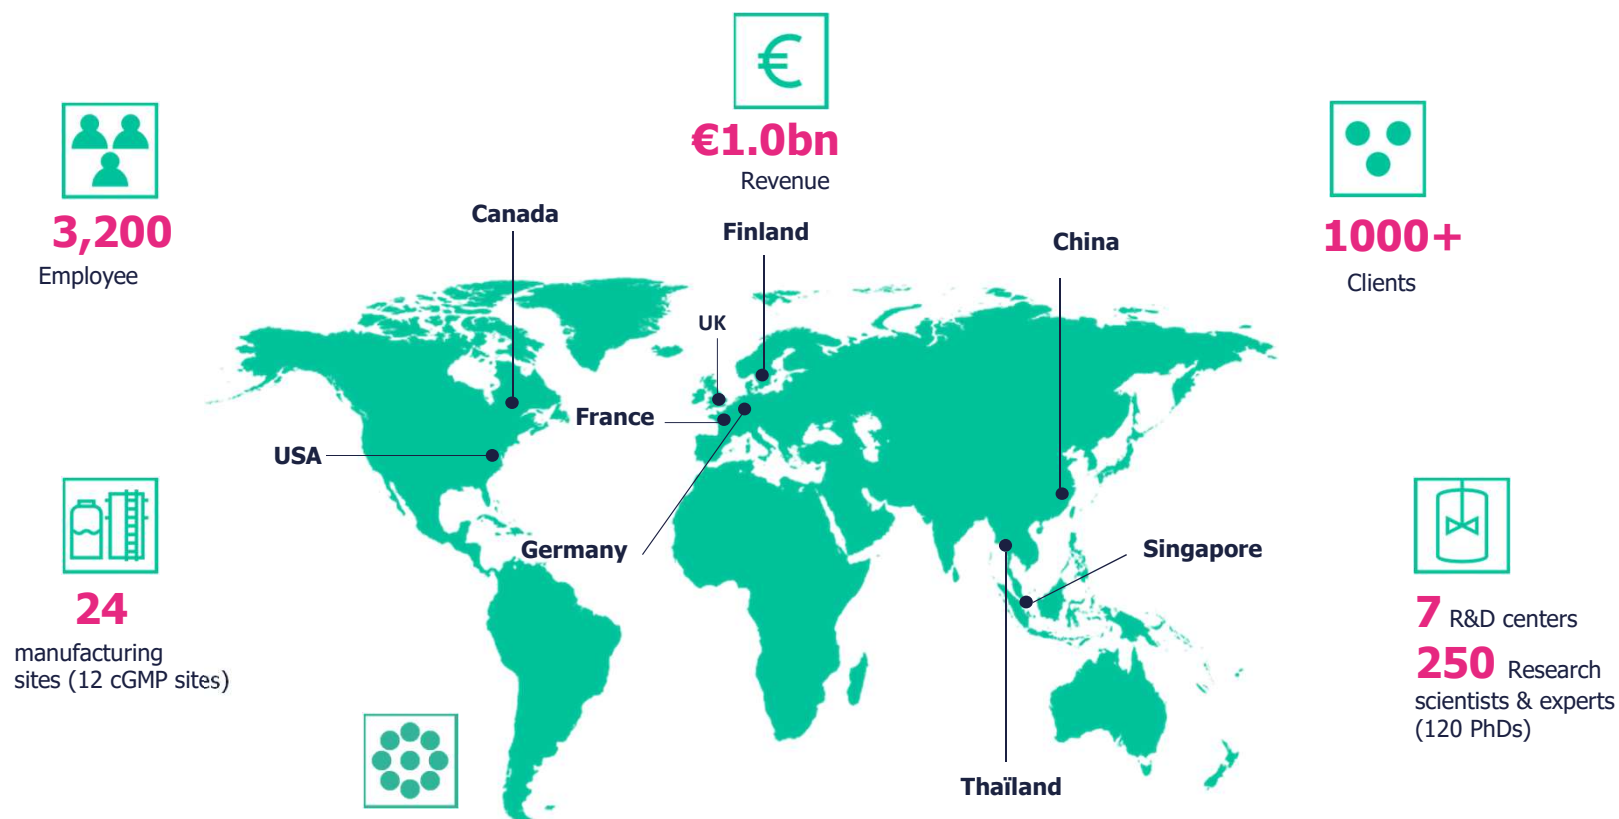 €
€1.0bn
Revenue
3,200
Employee
1000+
Clients
Canada
Finland
China
UK
France
USA
Germany
Singapore
Thaïland
24
manufacturing
sites (12 cGMP sites)
7 R&D centers
250 Research
scientists & experts
(120 PhDs)